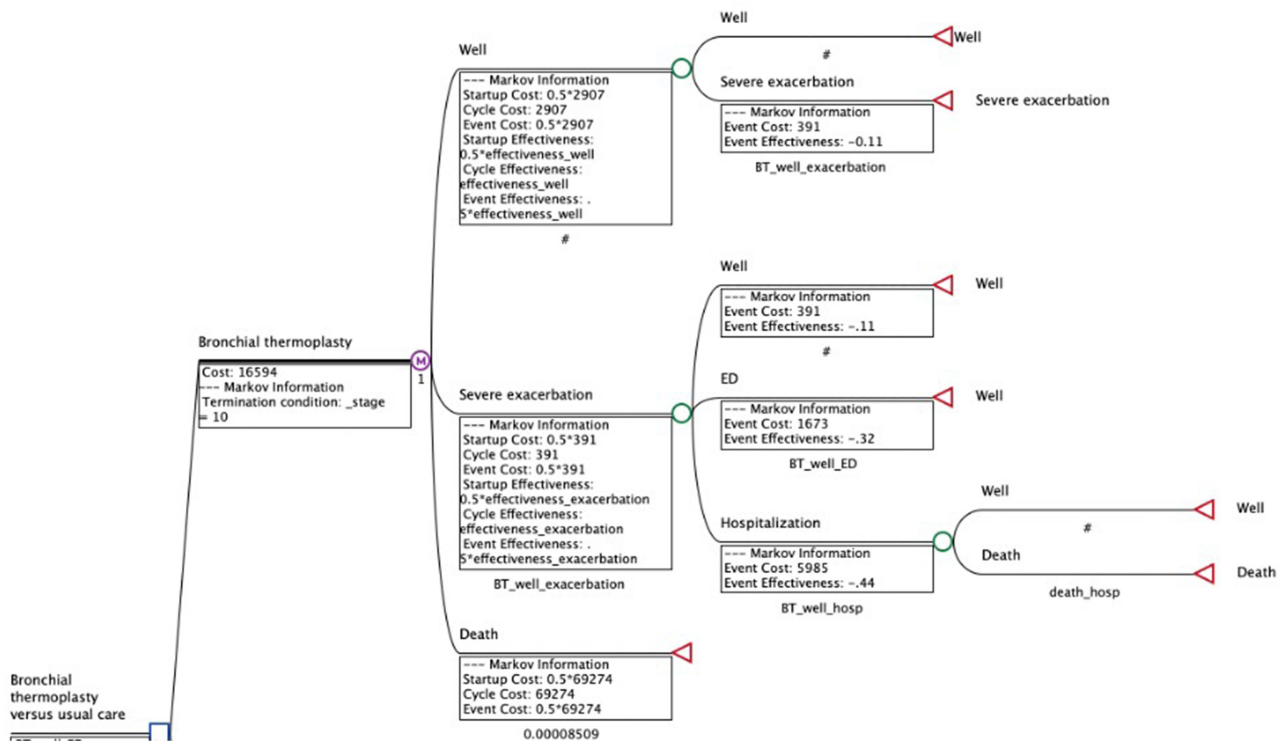 Well
Well
#
Well
--- Markov Information
Startup Cost: 0.5*2907
Cycle Cost: 2907
Event Cost: 0.5*2907
Startup Effectiveness:
0.5*effectiveness_well
Cycle Effectiveness:
effectiveness_well
Event Effectiveness: .
5*effectiveness_well
#
Severe exacerbation
Severe exacerbation
--- Markov Information
Event Cost: 391
Event Effectiveness: -0.11
BT_well_exacerbation
Bronchial thermoplasty
Cost: 16594
--- Markov Information
Termination condition: _stage
= 10
M
1
Severe exacerbation
--- Markov Information
Startup Cost: 0.5*391
Cycle Cost: 391
Event Cost: 0.5*391
Startup Effectiveness:
0.5*effectiveness_exacerbation
Cycle Effectiveness:
effectiveness_exacerbation
Event Effectiveness: .
5*effectiveness_exacerbation
BT_well_exacerbation
Well
Well
--- Markov Information
Event Cost: 391
Event Effectiveness: -.11
#
ED
Well
--- Markov Information
Event Cost: 1673
Event Effectiveness: -.32
BT_well_ED
Hospitalization
--- Markov Information
Event Cost: 5985
Event Effectiveness: -.44
BT_well_hosp
Well
Well
#
Death
Death
death_hosp
Death
--- Markov Information
Startup Cost: 0.5*69274
Cycle Cost: 69274
Event Cost: 0.5*69274
0.00008509
Bronchial
thermoplasty
versus usual care